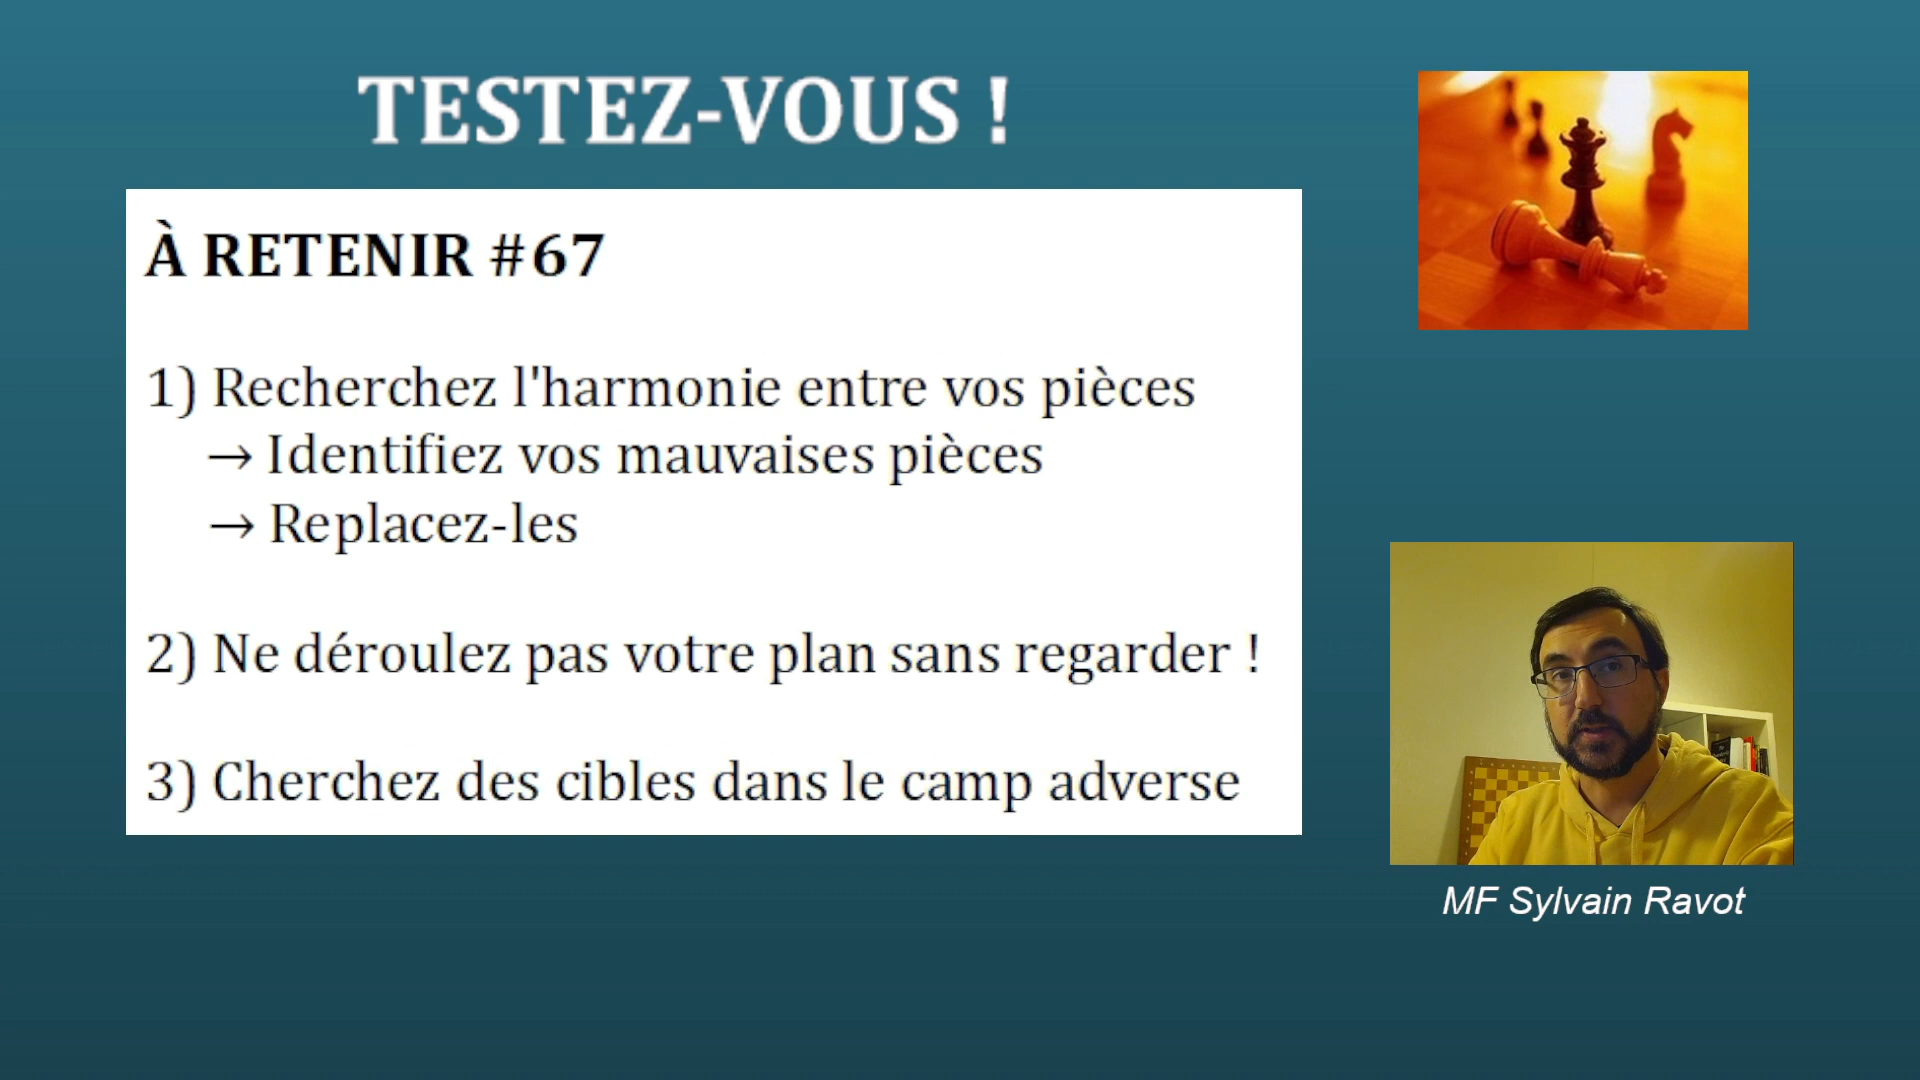 TESTEZ-VOUS !
À RETENIR #67
1) Recherchez l'harmonie entre vos pièces
→ Identifiez vos mauvaises pièces
→ Replacez-les
2) Ne déroulez pas votre plan sans regarder !
3) Cherchez des cibles dans le camp adverse
MF Sylvain Ravot